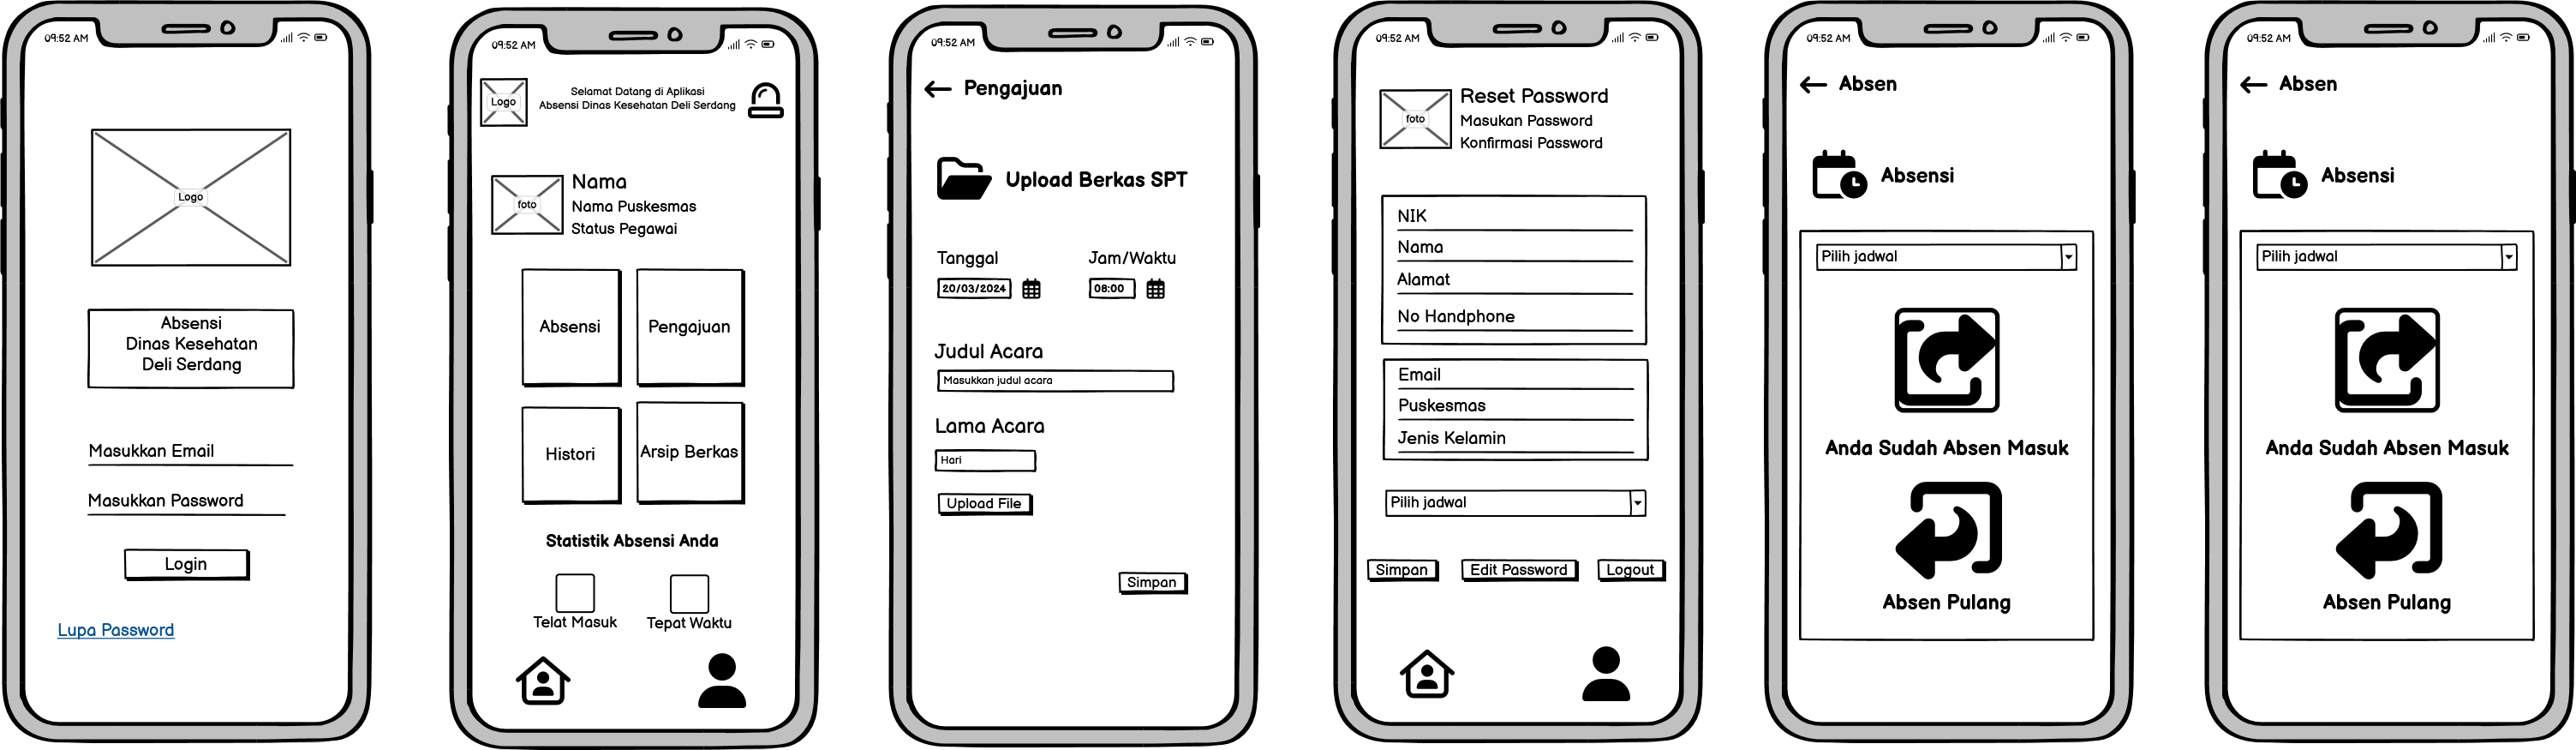 09:52 AM
Logo
Absensi
Dinas Kesehatan
Deli Serdang
Masukkan Email
Masukkan Password
Login
Lupa Password
09:52 AM
Logo
Selamat Datang di Aplikasi
Absensi Dinas Kesehatan Deli Serdang
foto
Nama
Nama Puskesmas
Status Pegawai
Absensi
Pengajuan
Histori
Arsip Berkas
Statistik Absensi Anda
Telat Masuk
Tepat Waktu
09:52 AM
Pengajuan
Upload Berkas SPT
Tanggal
Jam/Waktu
20/03/2024
08:00
Judul Acara
Masukkan judul acara
Lama Acara
Hari
Upload File
Simpan
09:52 AM
foto
Reset Password
Masukan Password
Konfirmasi Password
NIK
Nama
Alamat
No Handphone
Email
Puskesmas
Jenis Kelamin
Pilih jadwal
Simpan
Edit Password
Logout
09:52 AM
Absen
Absensi
Pilih jadwal
Anda Sudah Absen Masuk
Absen Pulang
09:52 AM
Absen
Absensi
Pilih jadwal
Anda Sudah Absen Masuk
Absen Pulang